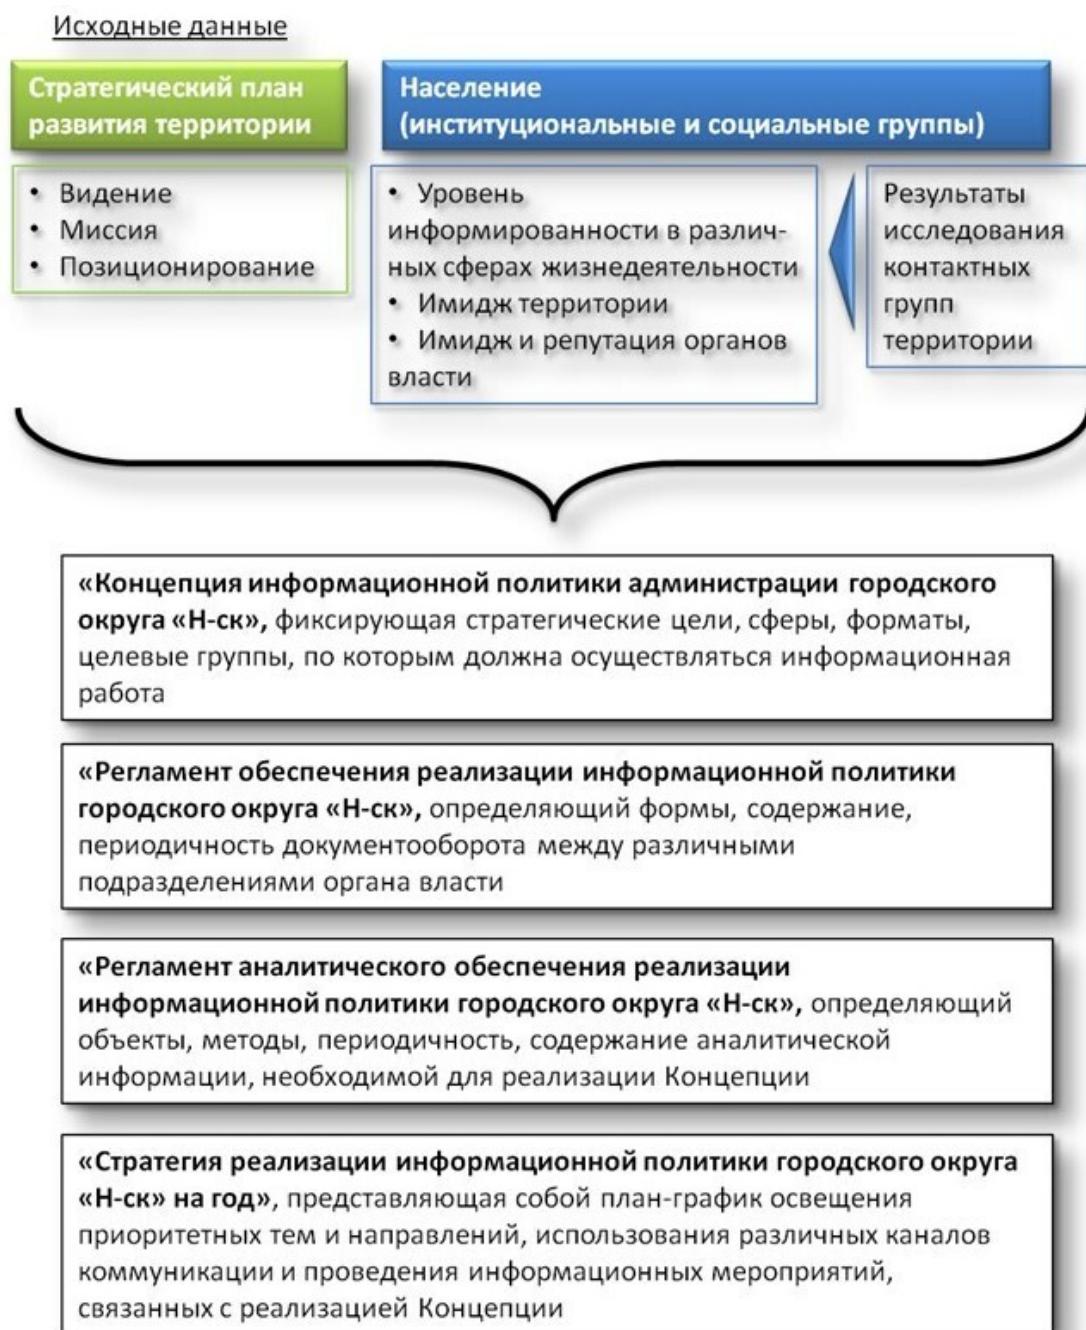 Исходные данные
Стратегический план
развития территории
Население
(институциональные и социальные группы)
• Видение
• Миссия
• Позиционирование
• Уровень
информированности в различ-
ных сферах жизнедеятельности
• Имидж территории
• Имидж и репутация органов
власти
Результаты
исследования
контактных
групп
территории
«Концепция информационной политики администрации городского
округа «Н-ск», фиксирующая стратегические цели, сферы, форматы,
целевые группы, по которым должна осуществляться информационная
работа
«Регламент обеспечения реализации информационной политики
городского округа «Н-ск», определяющий формы, содержание,
периодичность документооборота между различными
подразделениями органа власти
«Регламент аналитического обеспечения реализации
информационной политики городского округа «Н-ск», определяющий
объекты, методы, периодичность, содержание аналитической
информации, необходимой для реализации Концепции
«Стратегия реализации информационной политики городского округа
«Н-ск» на год», представляющая собой план-график освещения
приоритетных тем и направлений, использования различных каналов
коммуникации и проведения информационных мероприятий,
связанных с реализацией Концепции